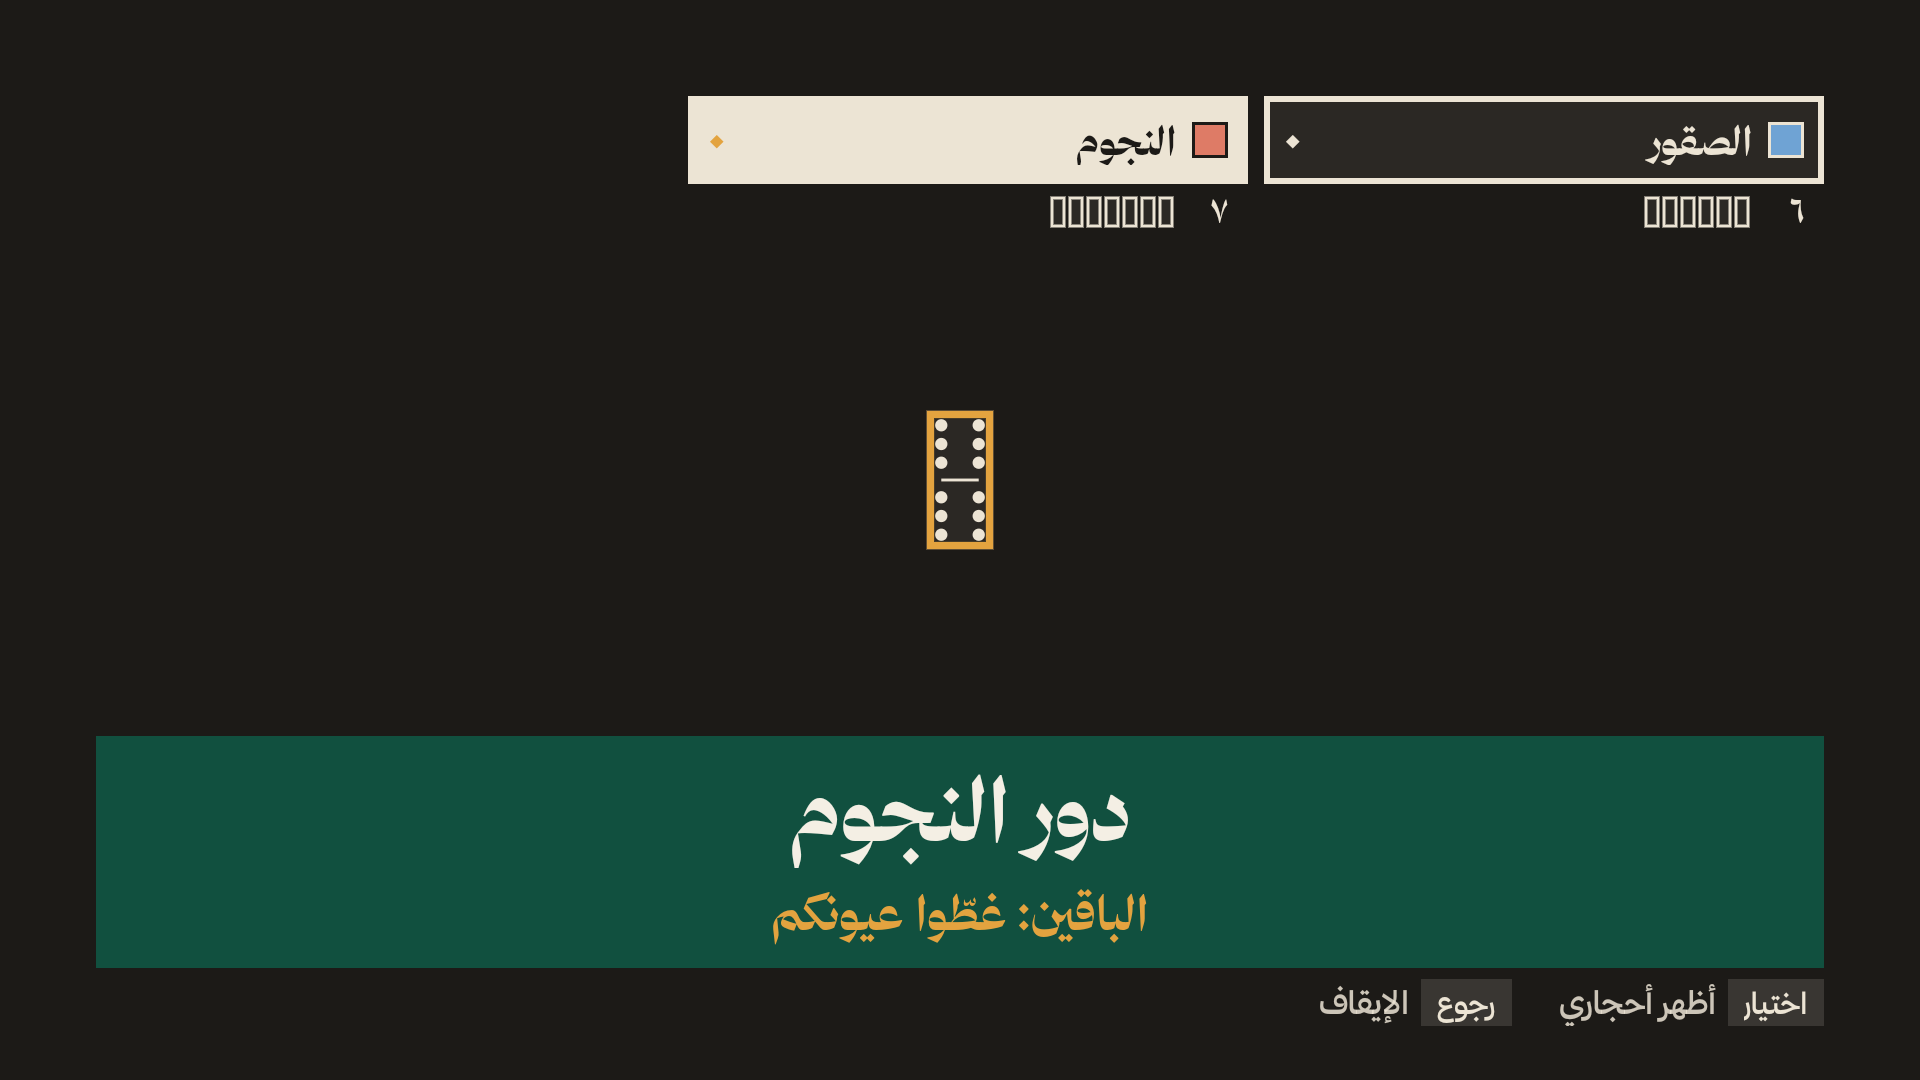 الصقور
النجوم
٦
٧
دور النجوم
الباقين: غطّوا عيونكم
اختيار أظهر أحجاري رجوع الإيقاف